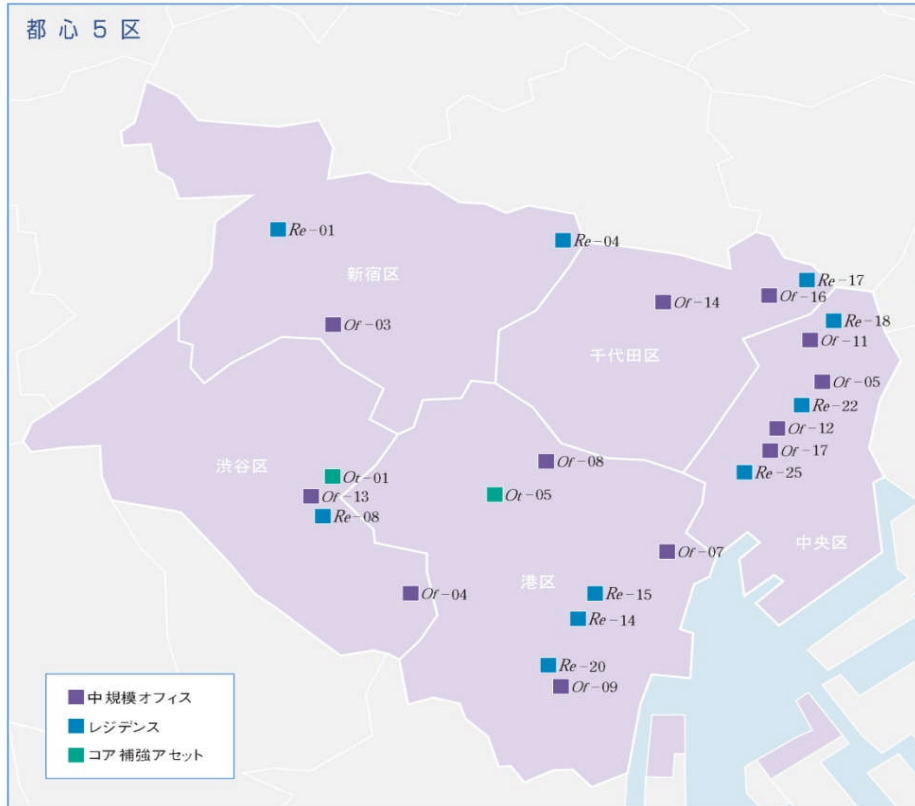 都心5区
Re-01
Re-04
新宿区
Re-17
Of-14
Of-16
Re-18
Of-03
Of-11
千代田区
Of-05
Re-22
Of-12
Of-17
Of-08
渋谷区
Ot-01
Re-25
Of-13
Ot-05
Re-08
中央区
Of-07
港区
Of-04
Re-15
Re-14
Re-20
Of-09
中規模オフィス
レジデンス
コア補強アセット